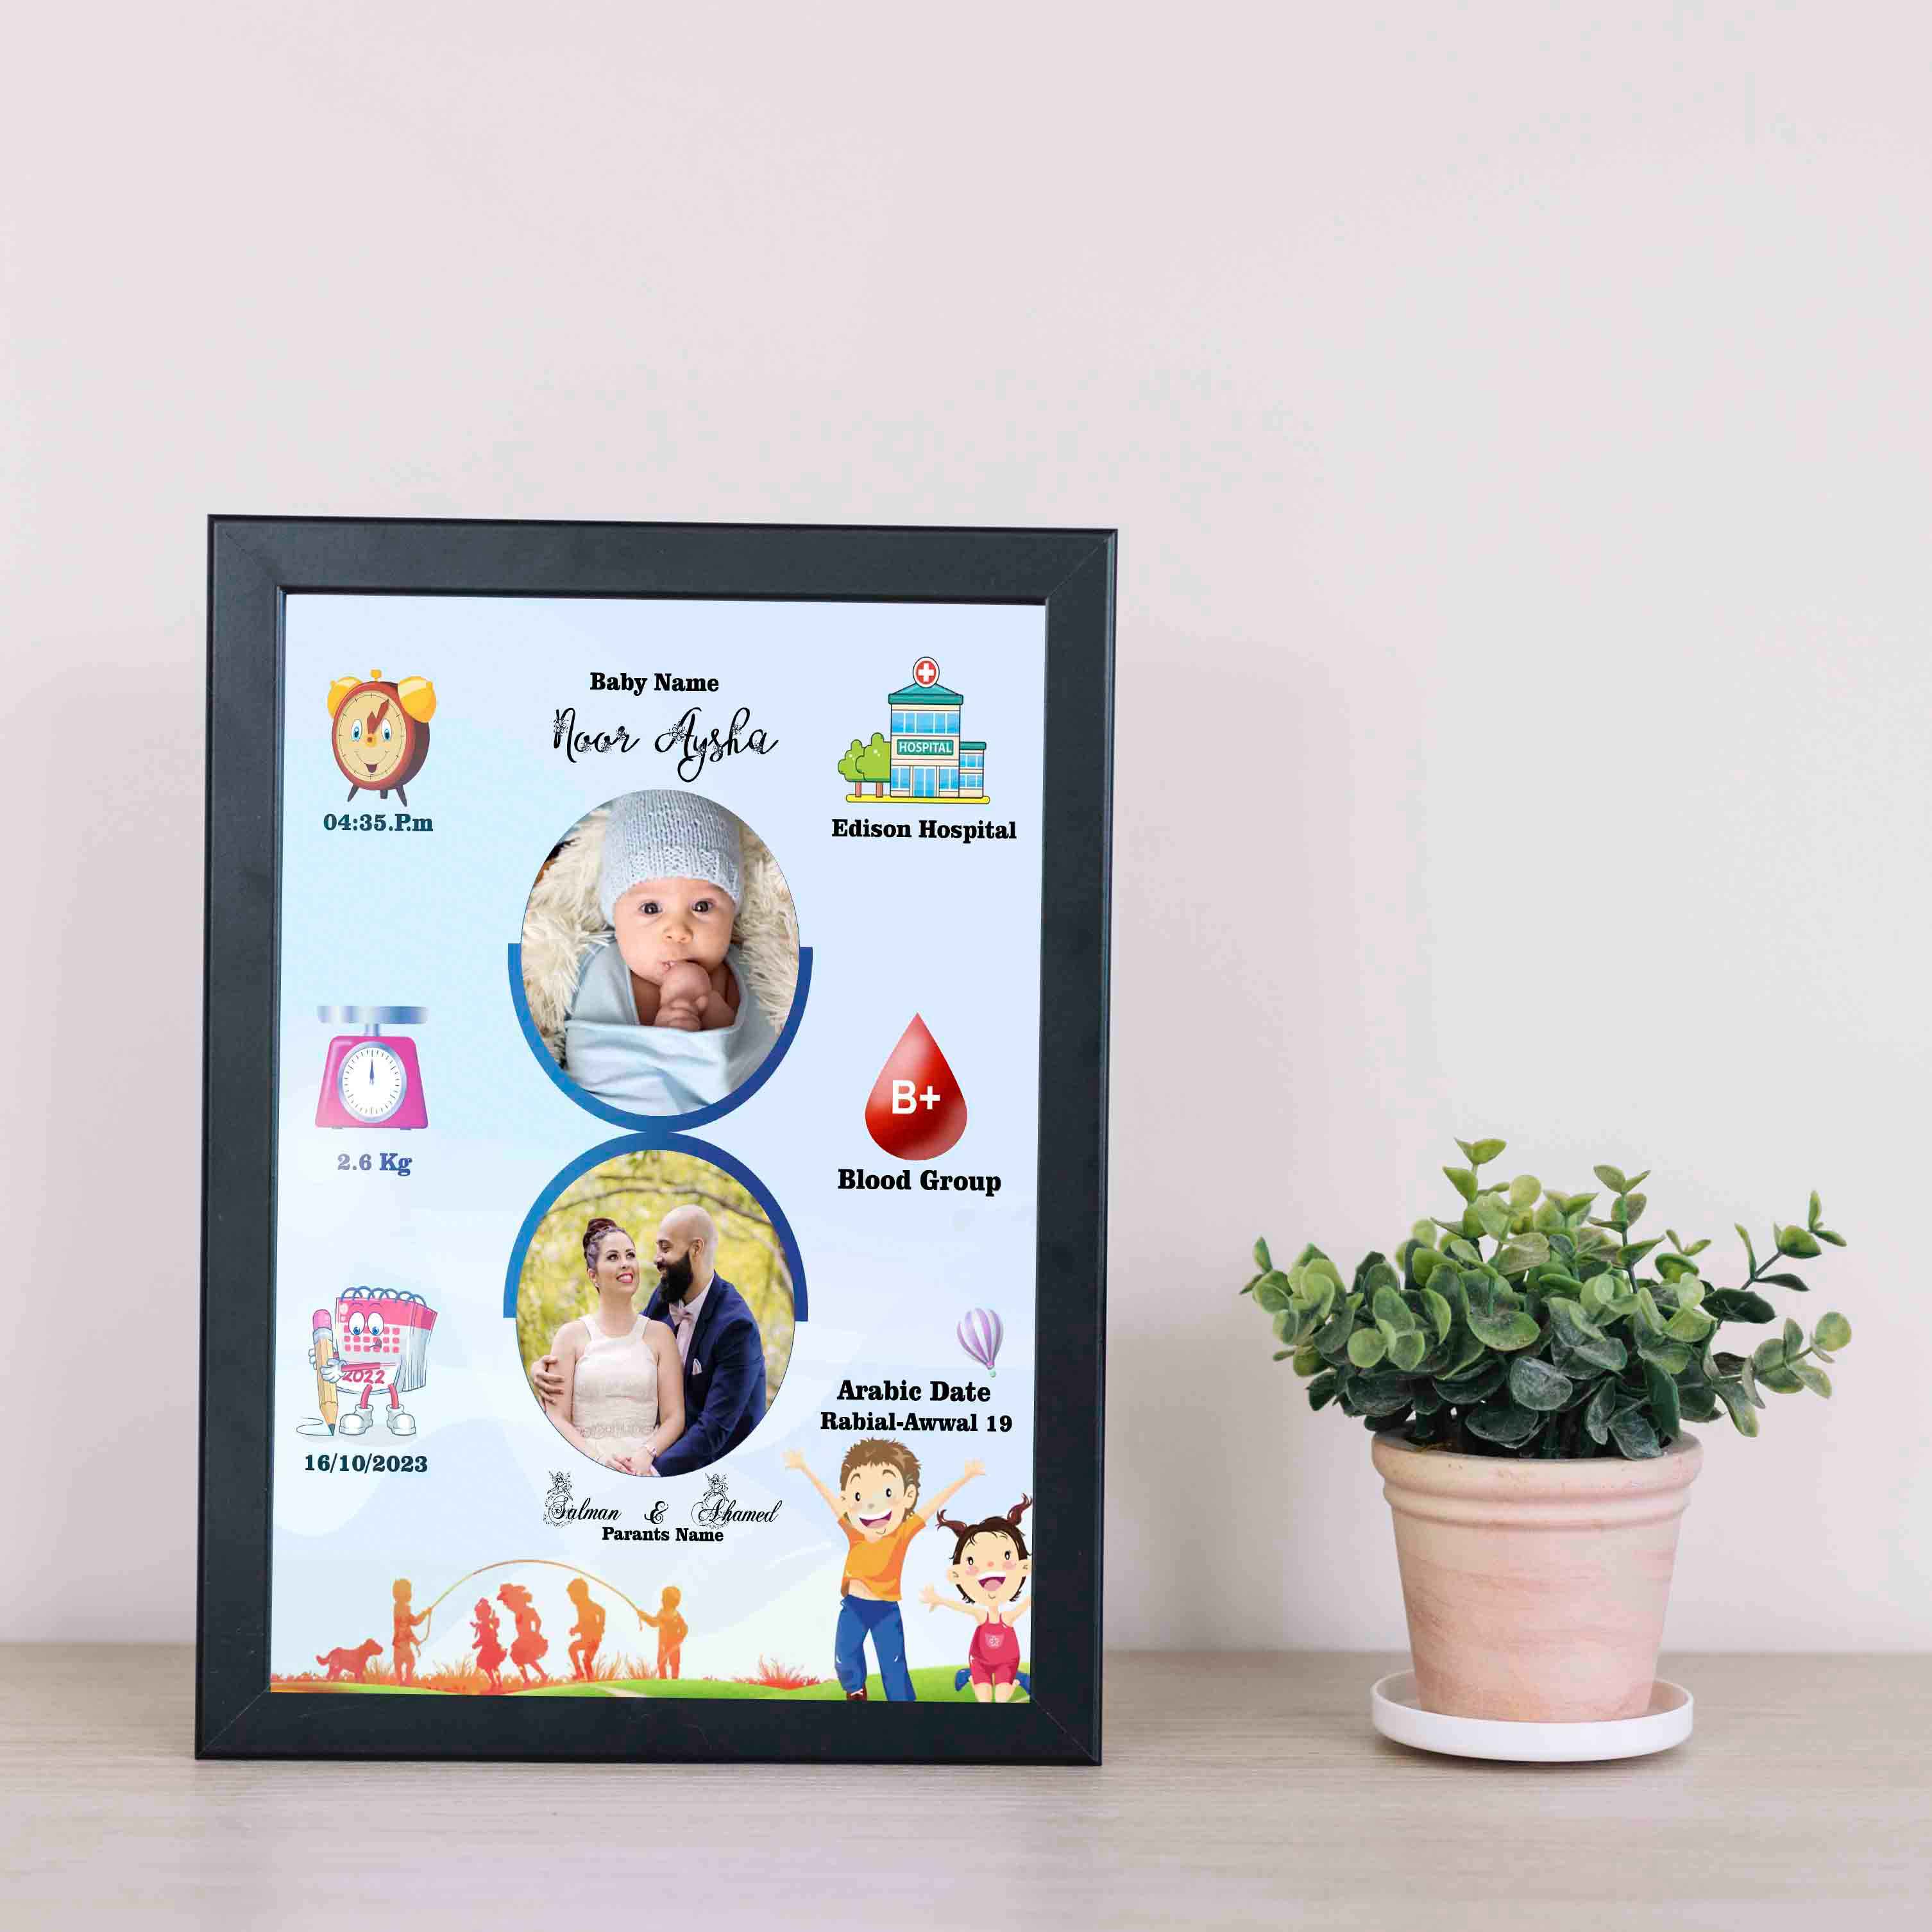 Baby Name
Noor Aysha
04:35.P.m
HOSPITAL
Edison Hospital
2.6 Kg
B+
Blood Group
2022
16/10/2023
Arabic Date
Rabial-Awwal 19
Salman & Ahamed
Parants Name